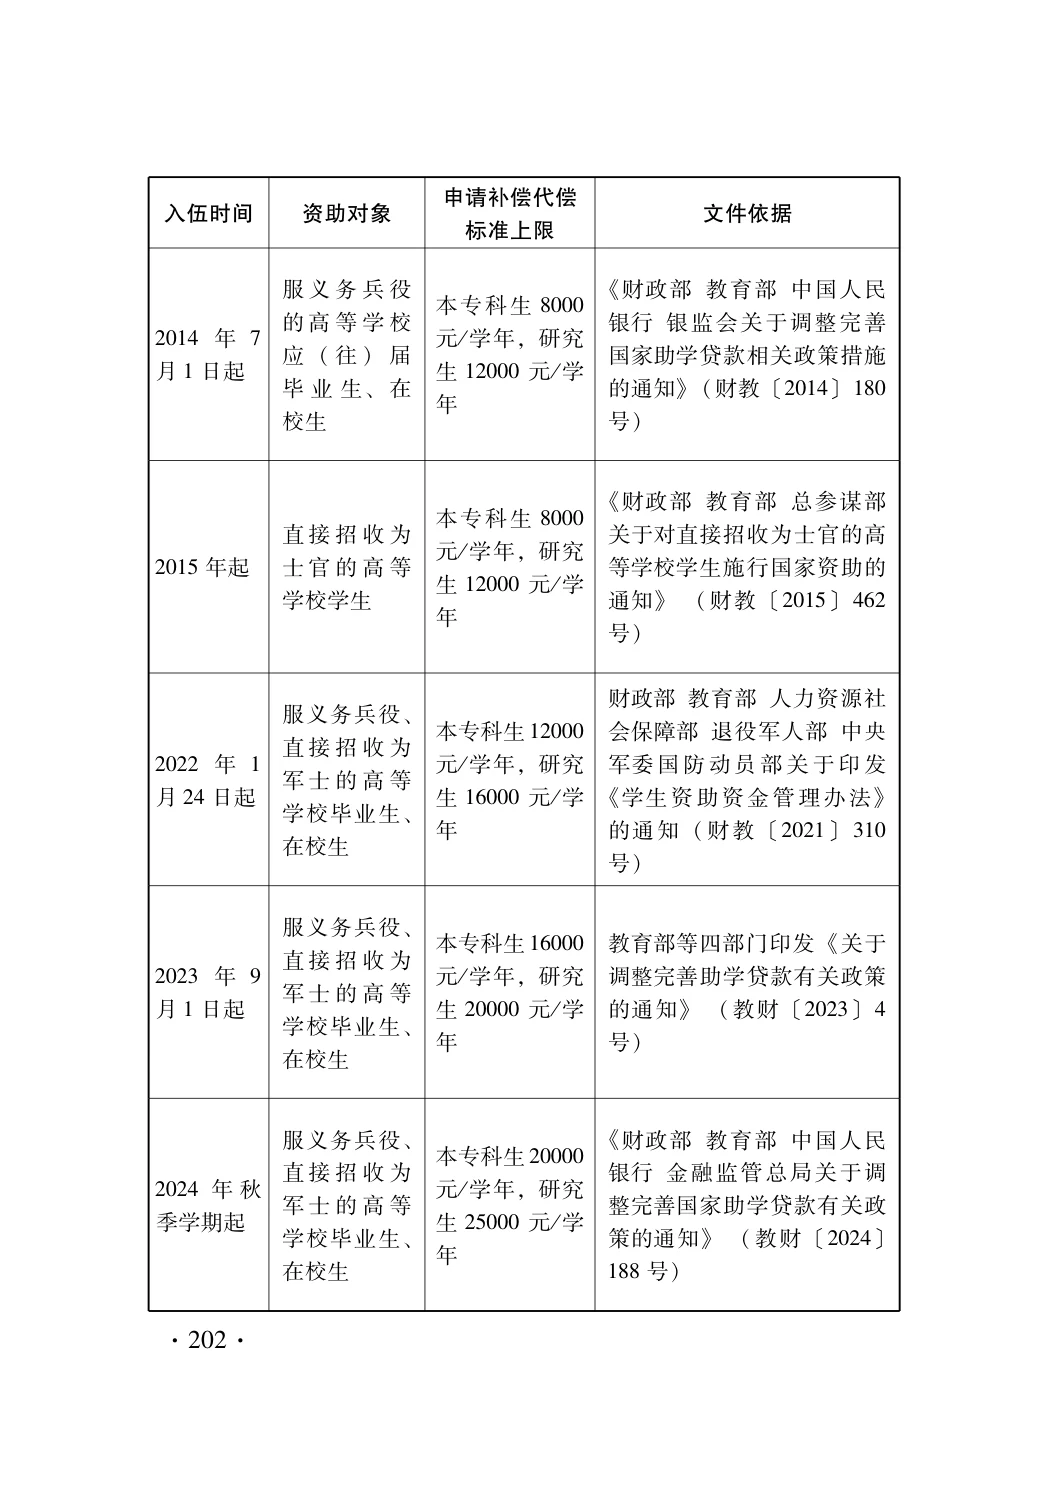 入伍时间
资助对象
申请补偿代偿
标准上限
文件依据
2014 年 7
月 1 日起
服义务兵役
的高等学校
应（往）届
毕业生、在
校生
本专科生 8000
元/学年，研究
生 12000 元/学
年
《财政部 教育部 中国人民
银行 银监会关于调整完善
国家助学贷款相关政策措施
的通知》（财教〔2014〕180
号）
2015 年起
直接招收为
士官的高等
学校学生
本专科生 8000
元/学年，研究
生 12000 元/学
年
《财政部 教育部 总参谋部
关于对直接招收为士官的高
等学校学生施行国家资助的
通知》（财教〔2015〕462
号）
2022 年 1
月 24 日起
服义务兵役、
直接招收为
军士的高等
学校毕业生、
在校生
本专科生 12000
元/学年，研究
生 16000 元/学
年
财政部 教育部 人力资源社
会保障部 退役军人部 中央
军委国防动员部关于印发
《学生资助资金管理办法》
的通知（财教〔2021〕310
号）
2023 年 9
月 1 日起
服义务兵役、
直接招收为
军士的高等
学校毕业生、
在校生
本专科生 16000
元/学年，研究
生 20000 元/学
年
教育部等四部门印发《关于
调整完善助学贷款有关政策
的通知》（教财〔2023〕4
号）
2024 年秋
季学期起
服义务兵役、
直接招收为
军士的高等
学校毕业生、
在校生
本专科生 20000
元/学年，研究
生 25000 元/学
年
《财政部 教育部 中国人民
银行 金融监管总局关于调
整完善国家助学贷款有关政
策的通知》（教财〔2024〕
188 号）
· 202 ·